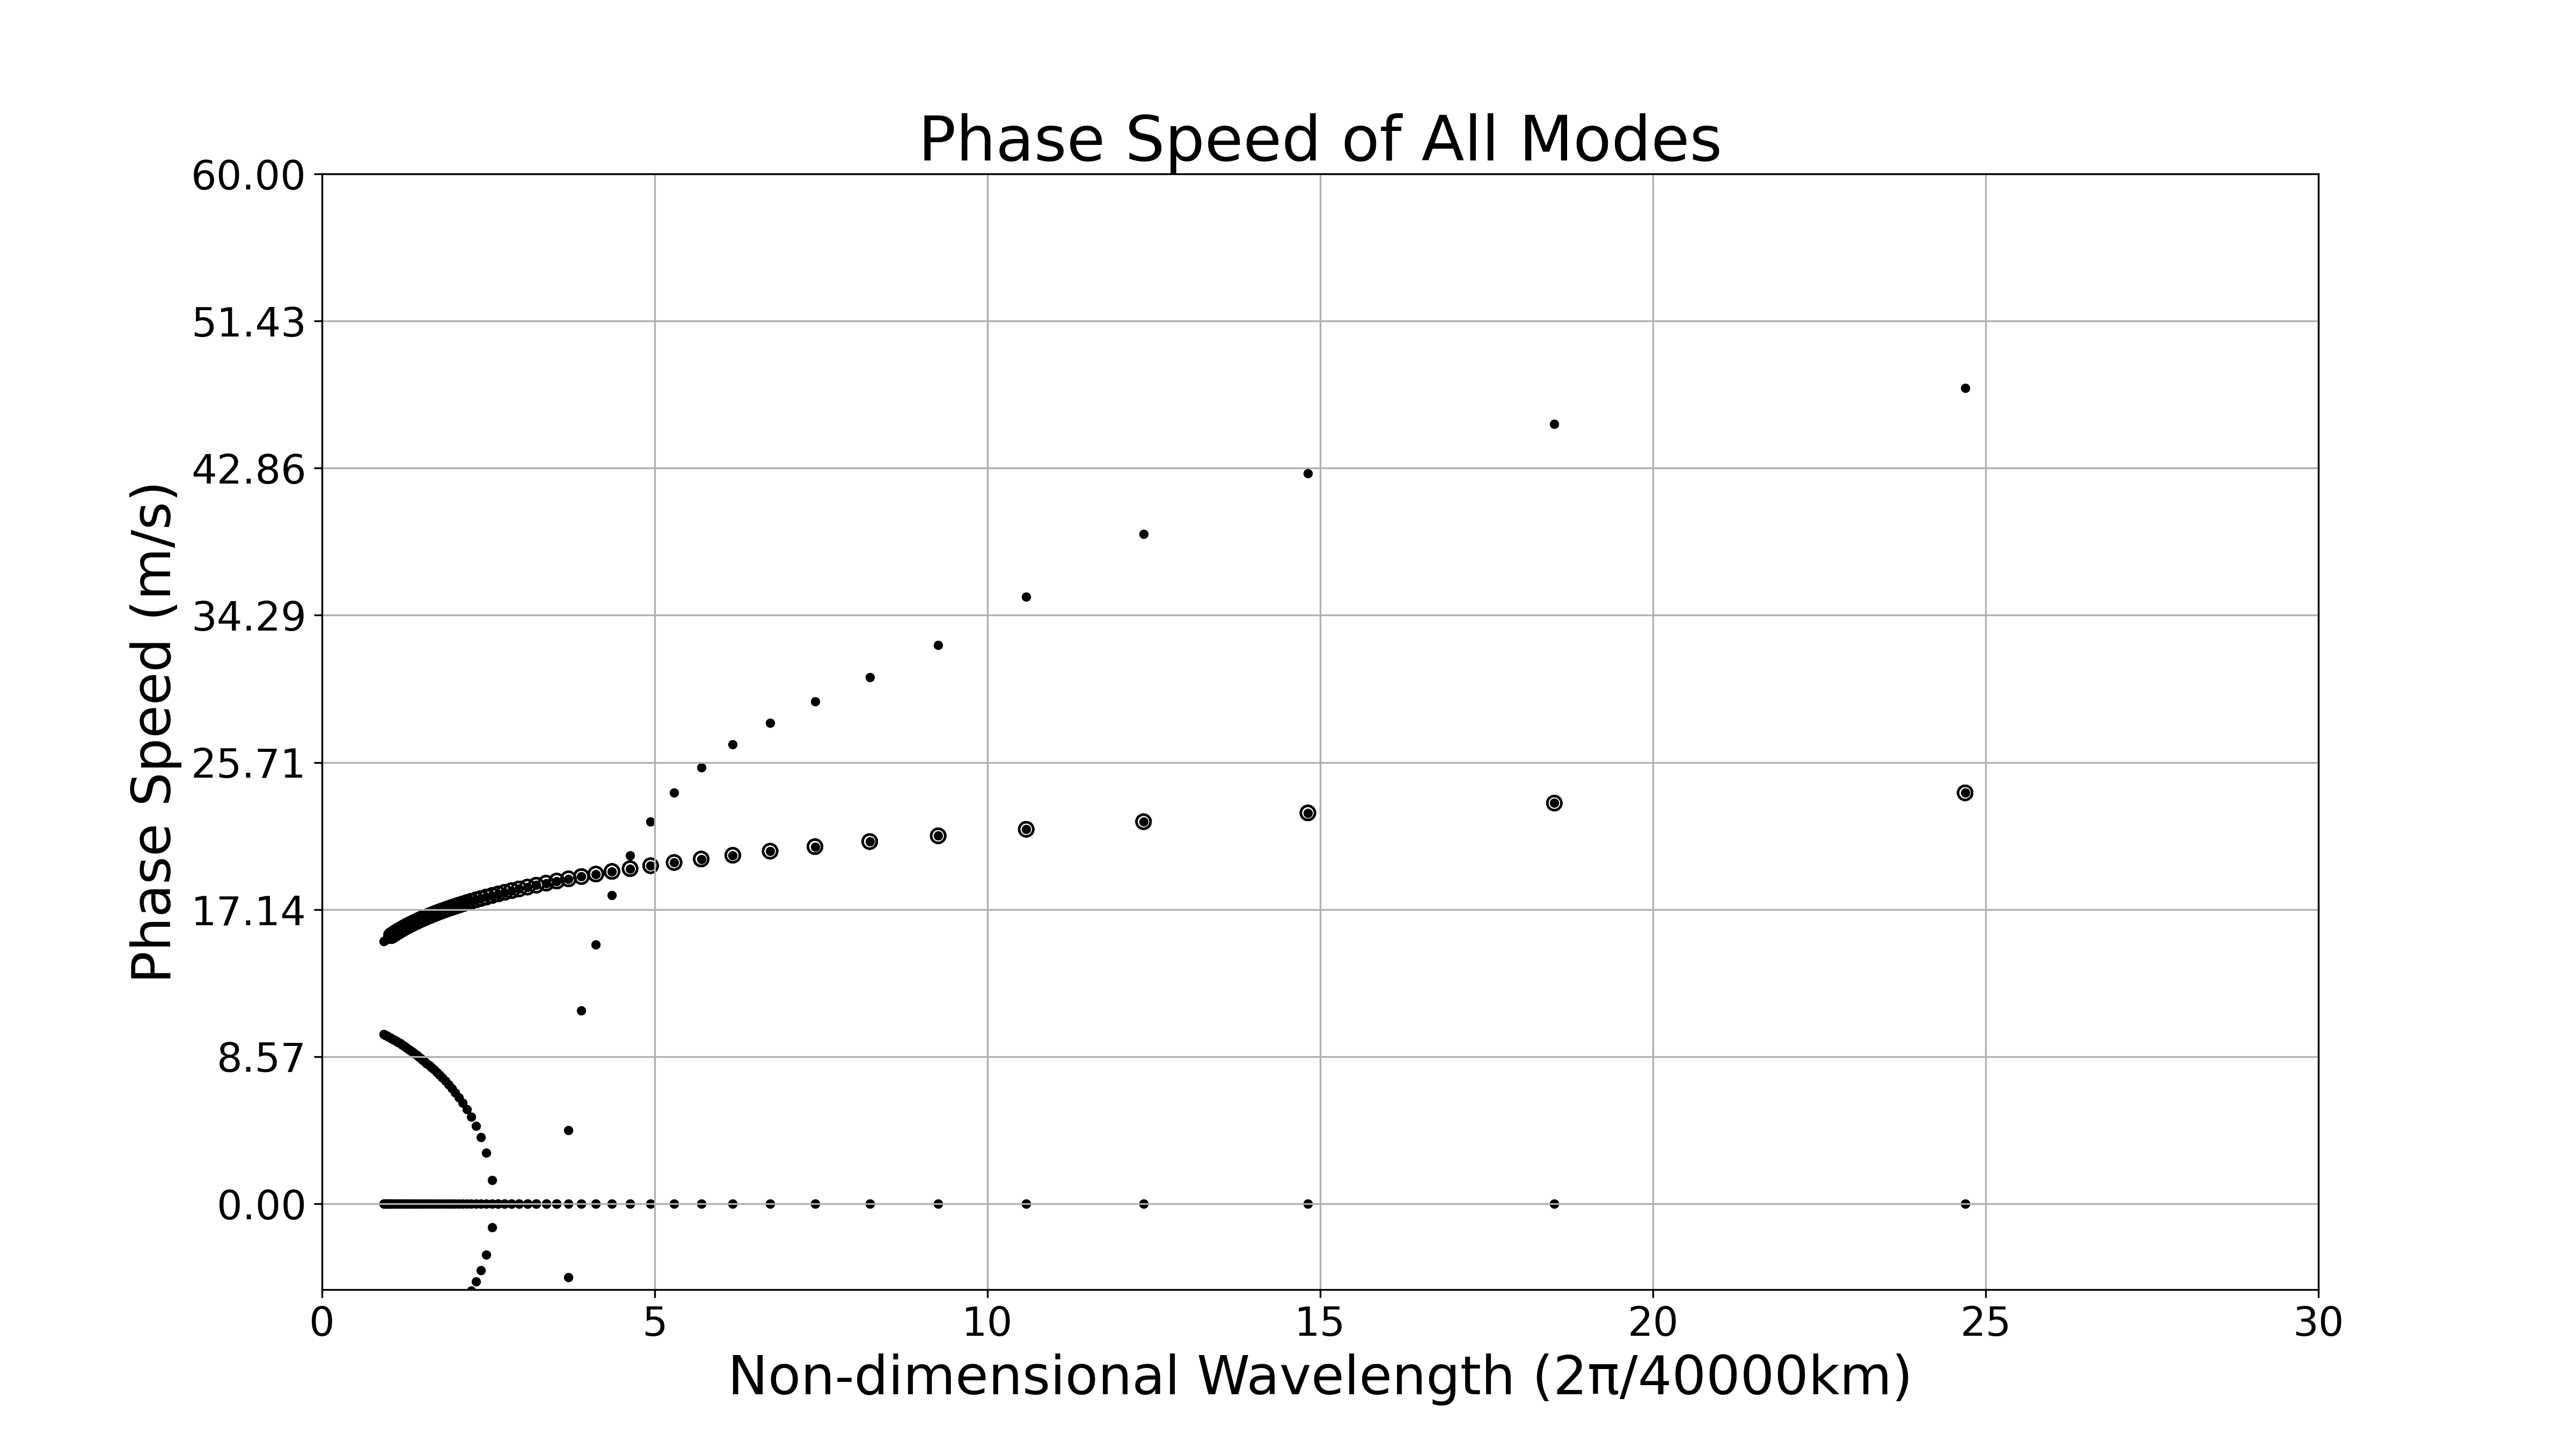 Phase Speed of All Modes
Phase Speed (m/s)
60.00
51.43
42.86
34.29
25.71
17.14
8.57
0.00
0 5 10 15 20 25 30
Non-dimensional Wavelength (2π/40000km)